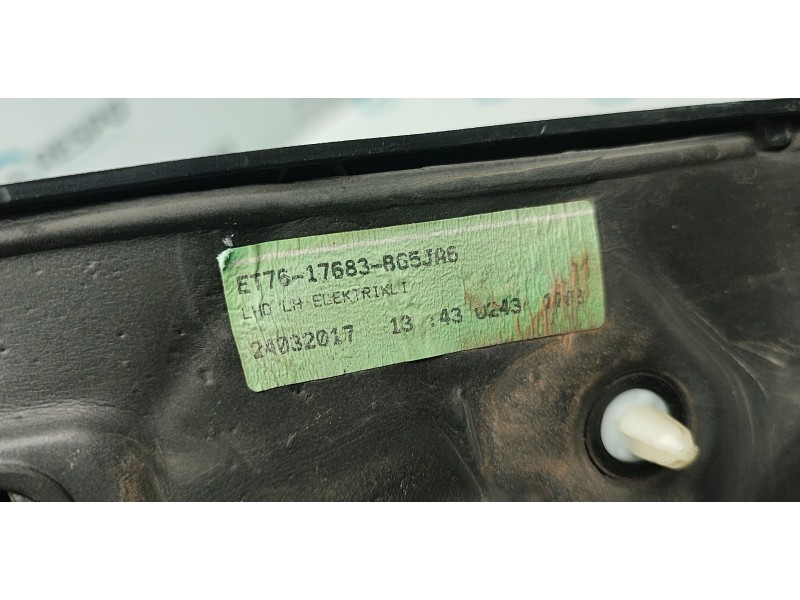 ET76-17683-BG5JA6
LHD LH ELEKTRIKLI
24032017 13:43 0243